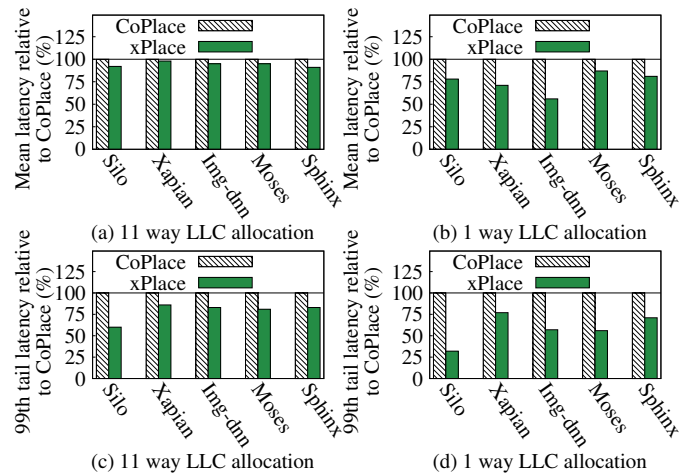 CoPlace
xPlace
Mean latency relative
to CoPlace (%)
125
100
75
50
25
0
Silo
Xapian
Img-dnn
Moses
Sphinx
(a) 11 way LLC allocation
CoPlace
xPlace
Mean latency relative
to CoPlace (%)
125
100
75
50
25
0
Silo
Xapian
Img-dnn
Moses
Sphinx
(b) 1 way LLC allocation
CoPlace
xPlace
99th tail latency relative
to CoPlace (%)
125
100
75
50
25
0
Silo
Xapian
Img-dnn
Moses
Sphinx
(c) 11 way LLC allocation
CoPlace
xPlace
99th tail latency relative
to CoPlace (%)
125
100
75
50
25
0
Silo
Xapian
Img-dnn
Moses
Sphinx
(d) 1 way LLC allocation